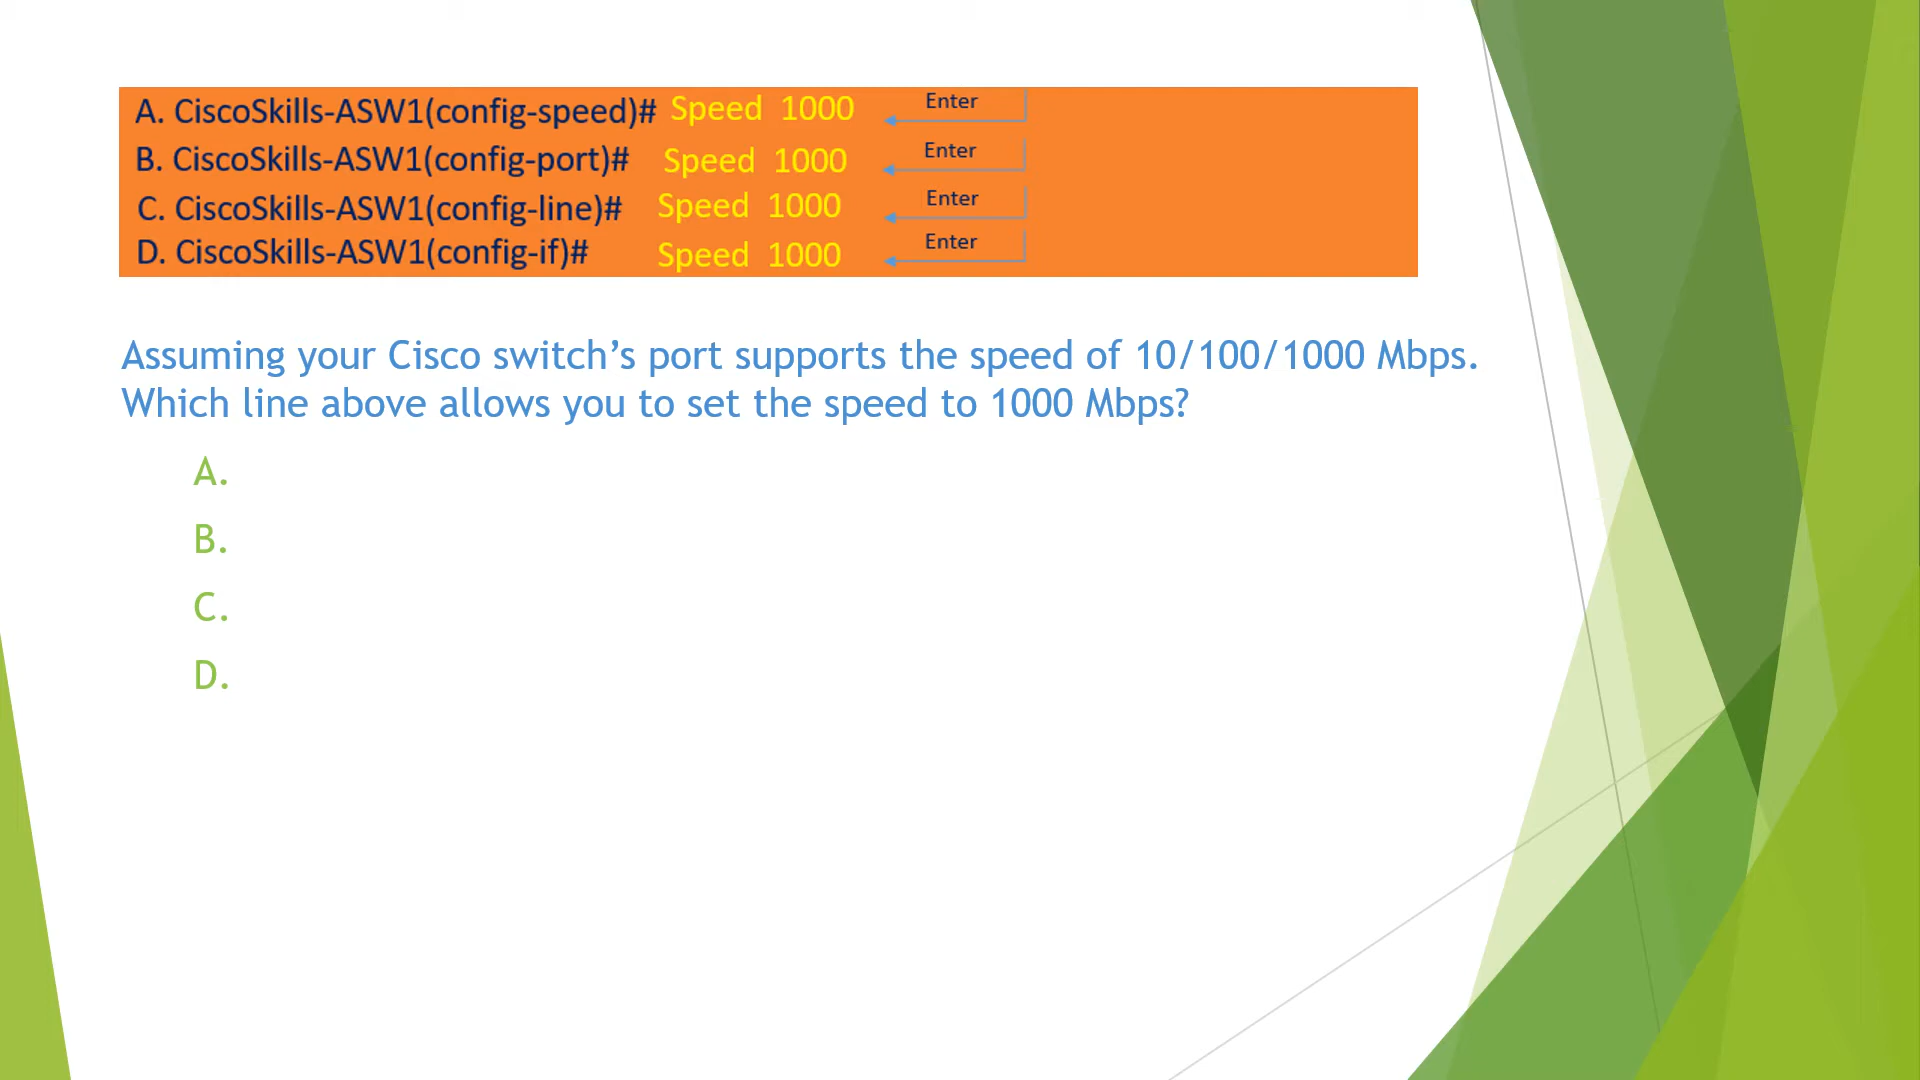 A. CiscoSkills-ASW1(config-speed)# Speed 1000 Enter
B. CiscoSkills-ASW1(config-port)# Speed 1000 Enter
C. CiscoSkills-ASW1(config-line)# Speed 1000 Enter
D. CiscoSkills-ASW1(config-if)# Speed 1000 Enter
Assuming your Cisco switch’s port supports the speed of 10/100/1000 Mbps.
Which line above allows you to set the speed to 1000 Mbps?
A.
B.
C.
D.